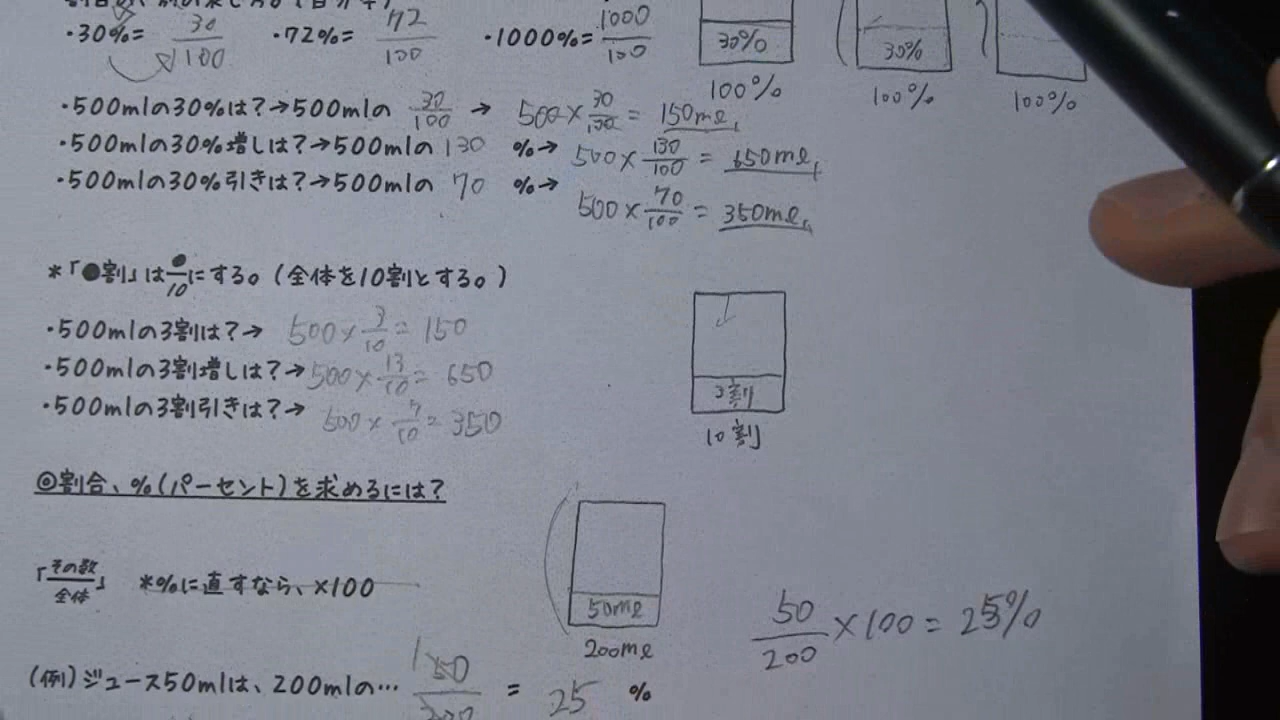 ・30%= 30/100 ・72%= 72/100 ・1000%= 1000/100
30% 30%
100% 100% 100%
・500mlの30%は?→500mlの 30/100 → 500×30/100= 150ml
・500mlの30%増しは?→500mlの 130 %→ 500×130/100= 650ml
・500mlの30%引きは?→500mlの 70 %→ 500×70/100= 350ml
*「●割」は●/10にする。(全体を10割とする。)
・500mlの3割は?→ 500×3/10= 150
・500mlの3割増しは?→ 500×13/10= 650
・500mlの3割引きは?→ 500×7/10= 350
3割
10割
◎割合、%(パーセント)を求めるには?
「その数/全体」 *%に直すなら、×100
50ml
200ml
50/200×100=25%
(例)ジュース50mlは、200mlの… = 25 %